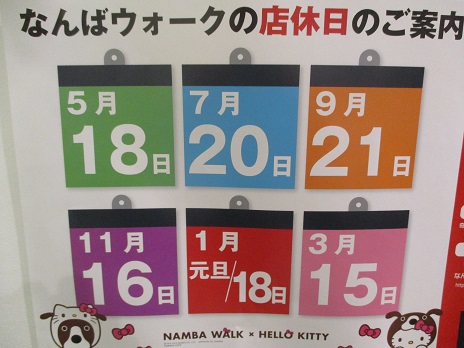 なんばウォークの店休日のご案内
5月
18日
7月
20日
9月
21日
11月
16日
1月
元旦/18日
3月
15日
NAMBA WALK × HELLO KITTY